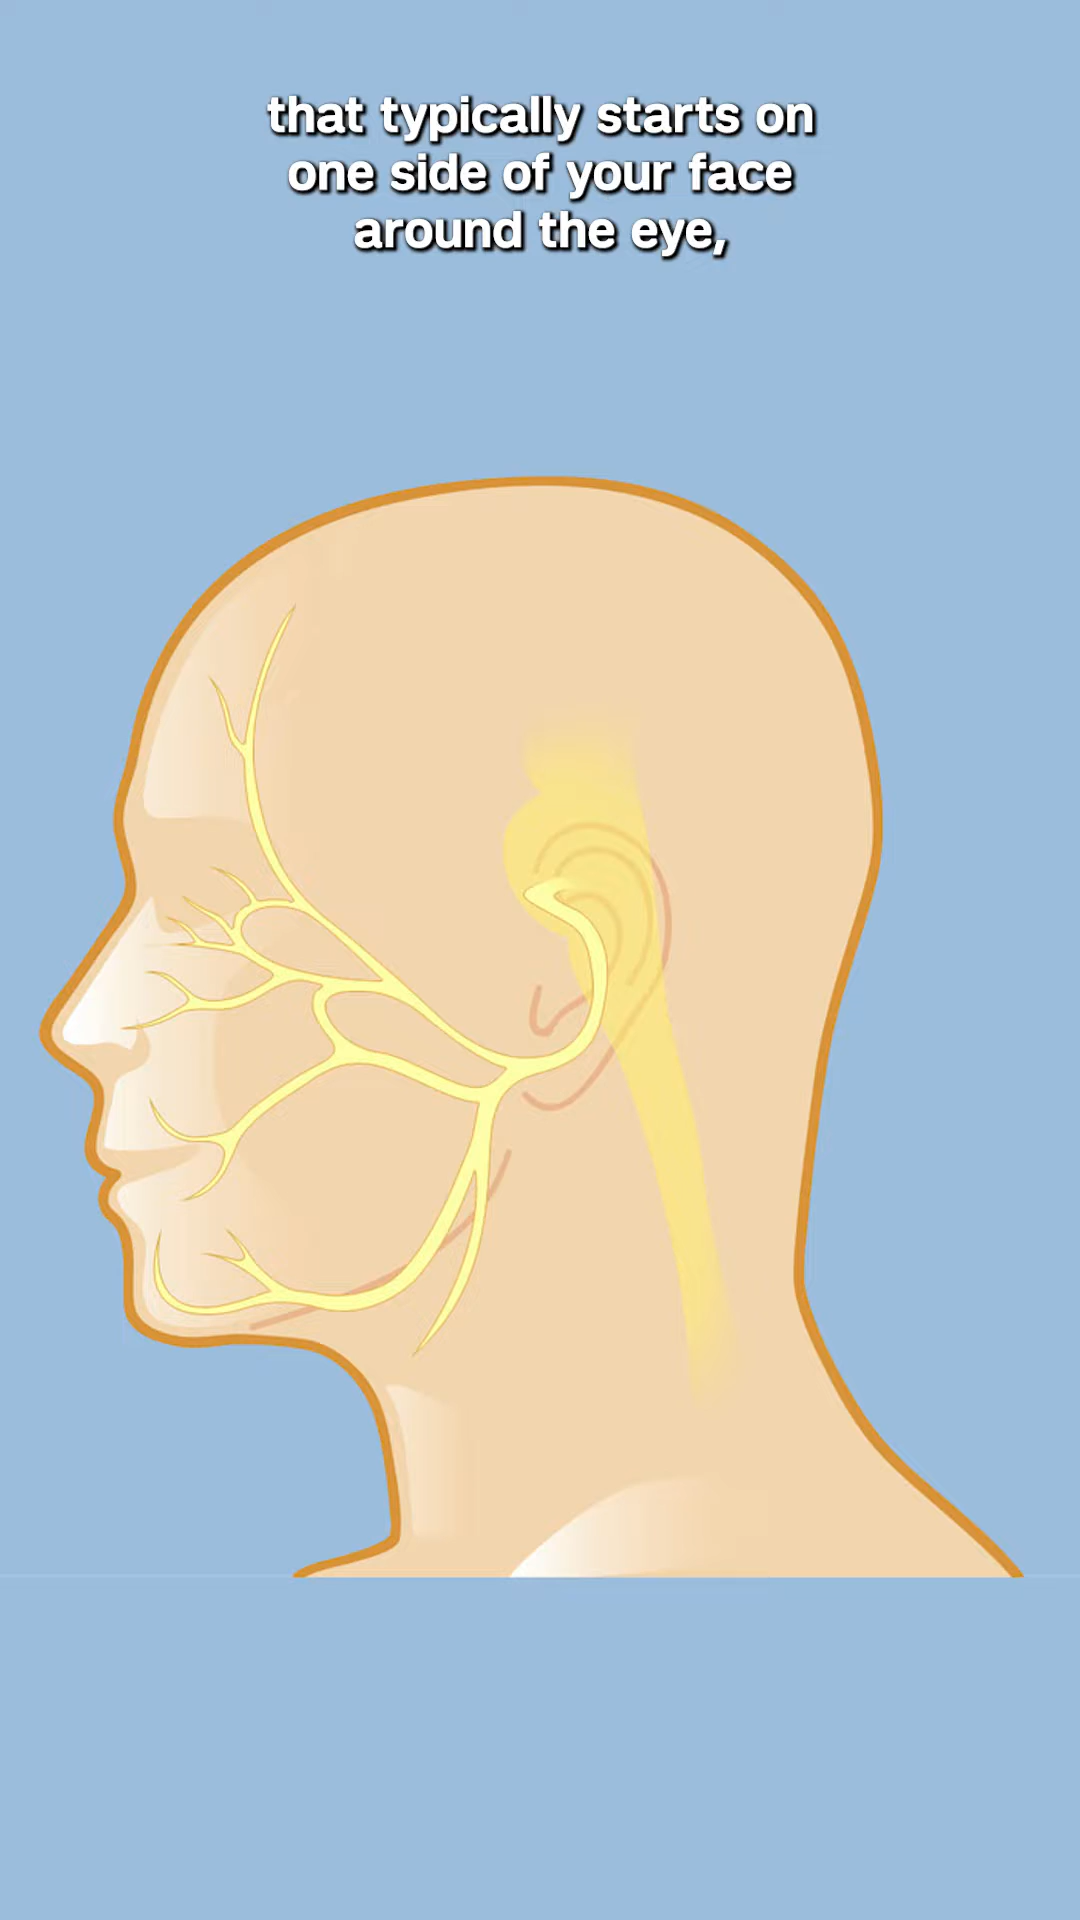 that typically starts on
one side of your face
around the eye,